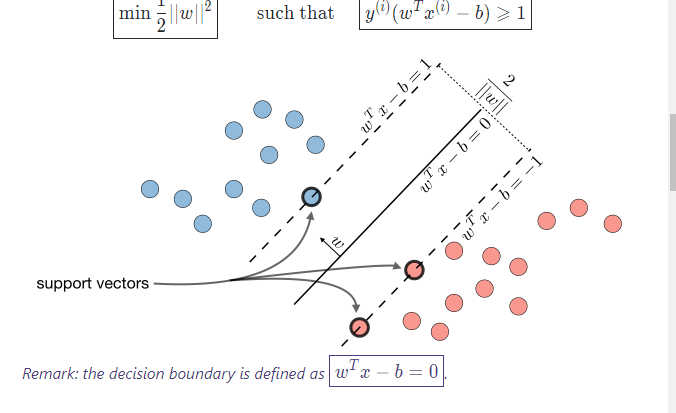 min 1/2 ||w||² such that y⁽ⁱ⁾(wᵀx⁽ⁱ⁾ − b) ⩾ 1
wᵀx − b = 1
2/||w||
wᵀx − b = 0
wᵀx − b = −1
w
support vectors
Remark: the decision boundary is defined as wᵀx − b = 0.